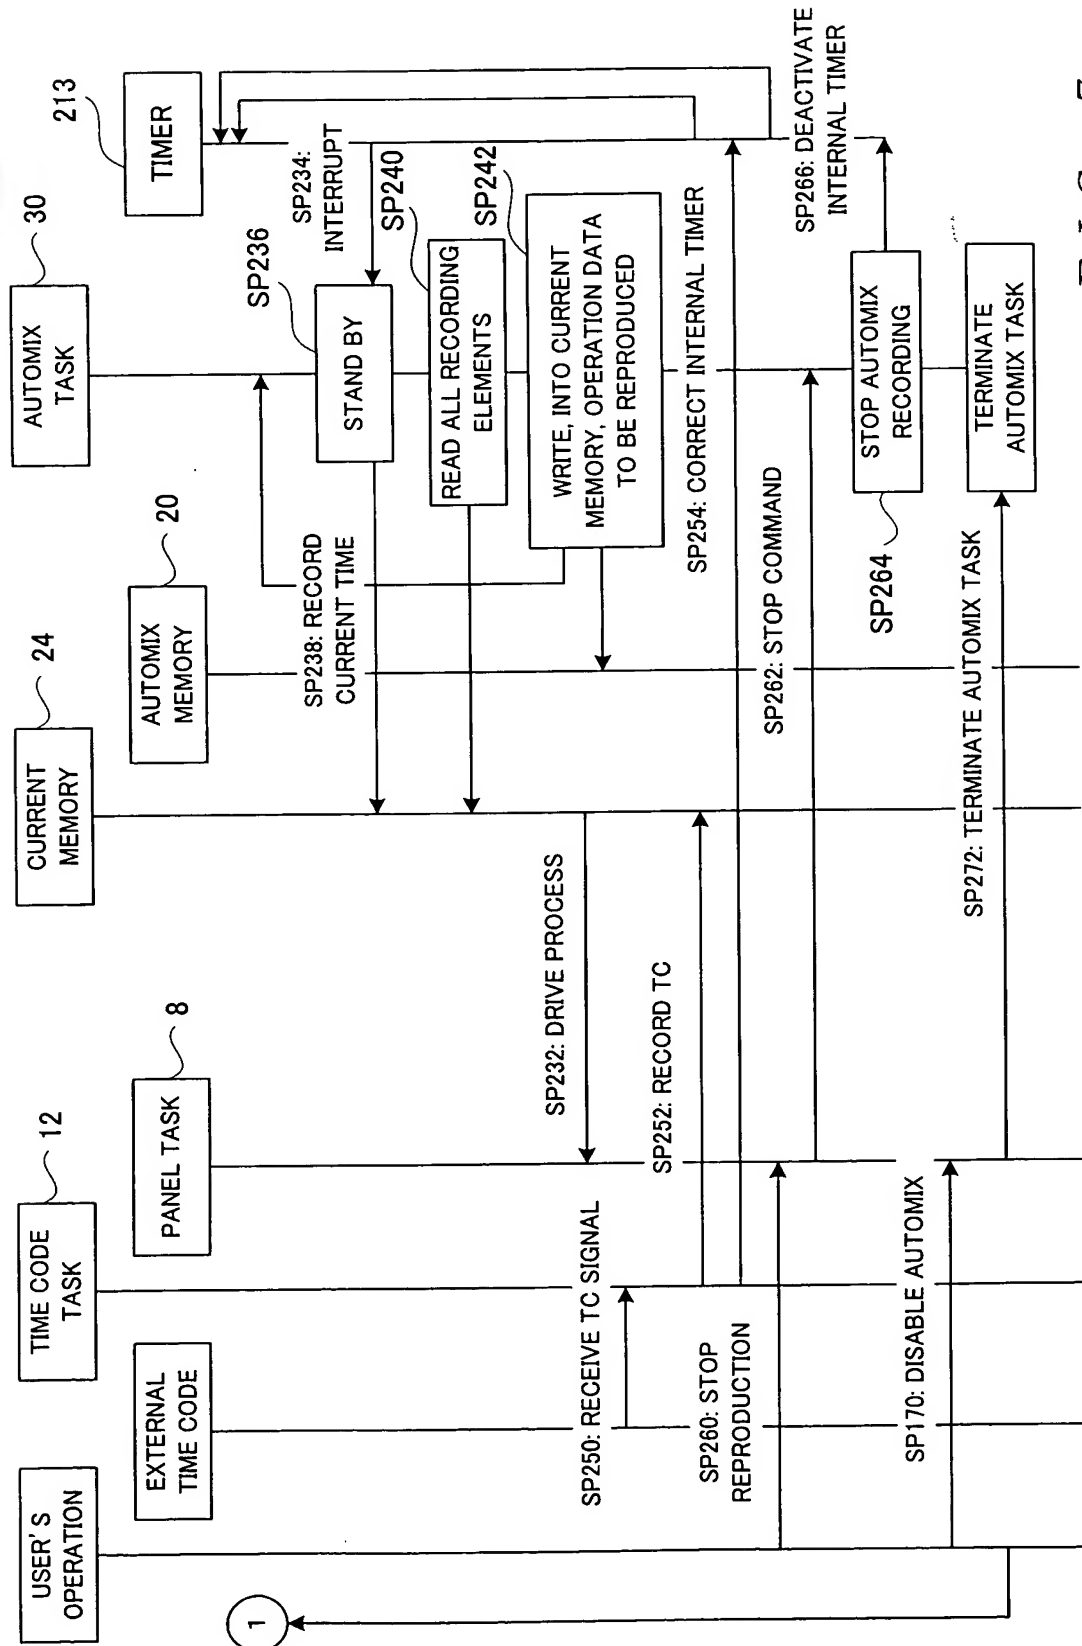 USER'S
OPERATION
EXTERNAL
TIME CODE
TIME CODE
TASK
12
PANEL TASK
8
CURRENT
MEMORY
24
AUTOMIX
MEMORY
20
AUTOMIX
TASK
30
TIMER
213
1
SP234:
INTERRUPT
SP236
STAND BY
SP238: RECORD
CURRENT TIME
SP240
READ ALL RECORDING
ELEMENTS
SP242
WRITE, INTO CURRENT
MEMORY, OPERATION DATA
TO BE REPRODUCED
SP232: DRIVE PROCESS
SP250: RECEIVE TC SIGNAL
SP252: RECORD TC
SP254: CORRECT INTERNAL TIMER
SP260: STOP
REPRODUCTION
SP262: STOP COMMAND
SP264
STOP AUTOMIX
RECORDING
SP266: DEACTIVATE
INTERNAL TIMER
SP170: DISABLE AUTOMIX
SP272: TERMINATE AUTOMIX TASK
TERMINATE
AUTOMIX TASK